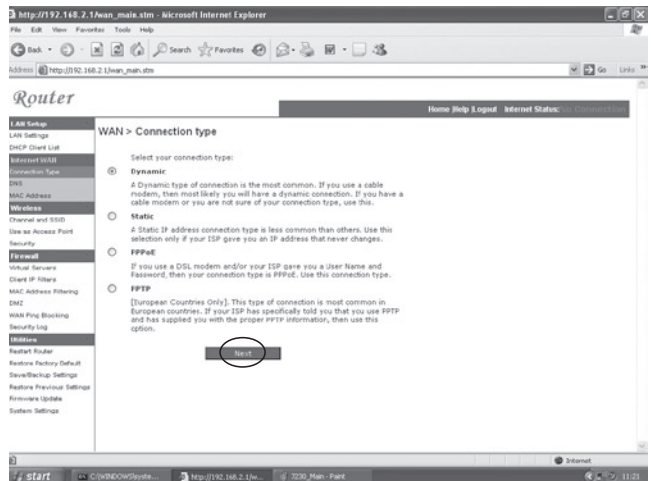 http://192.168.2.1/wan_main.stm - Microsoft Internet Explorer
File Edit View Favorites Tools Help
Back Search Favorites
Address http://192.168.2.1/wan_main.stm Go Links
Router
Home |Help |Logout Internet Status: No Connection
LAN Setup
LAN Settings
DHCP Client List
Internet WAN
Connection Type
DNS
MAC Address
Wireless
Channel and SSID
Use as Access Point
Security
Firewall
Virtual Servers
Client IP Filters
MAC Address Filtering
DMZ
WAN Ping Blocking
Security Log
Utilities
Restart Router
Restore Factory Default
Save/Backup Settings
Restore Previous Settings
Firmware Update
System Settings
WAN > Connection type
Select your connection type:
Dynamic
A Dynamic type of connection is the most common. If you use a cable
modem, then most likely you will have a dynamic connection. If you have a
cable modem or you are not sure of your connection type, use this.
Static
A Static IP address connection type is less common than others. Use this
selection only if your ISP gave you an IP address that never changes.
PPPoE
If you use a DSL modem and/or your ISP gave you a User Name and
Password, then your connection type is PPPoE. Use this connection type.
PPTP
[European Countries Only]. This type of connection is most common in
European countries. If your ISP has specifically told you that you use PPTP
and has supplied you with the proper PPTP information, then use this
option.
Next
Internet
start C:\WINDOWS\syste... http://192.168.2.1/w... 7230_Main - Paint 11:21